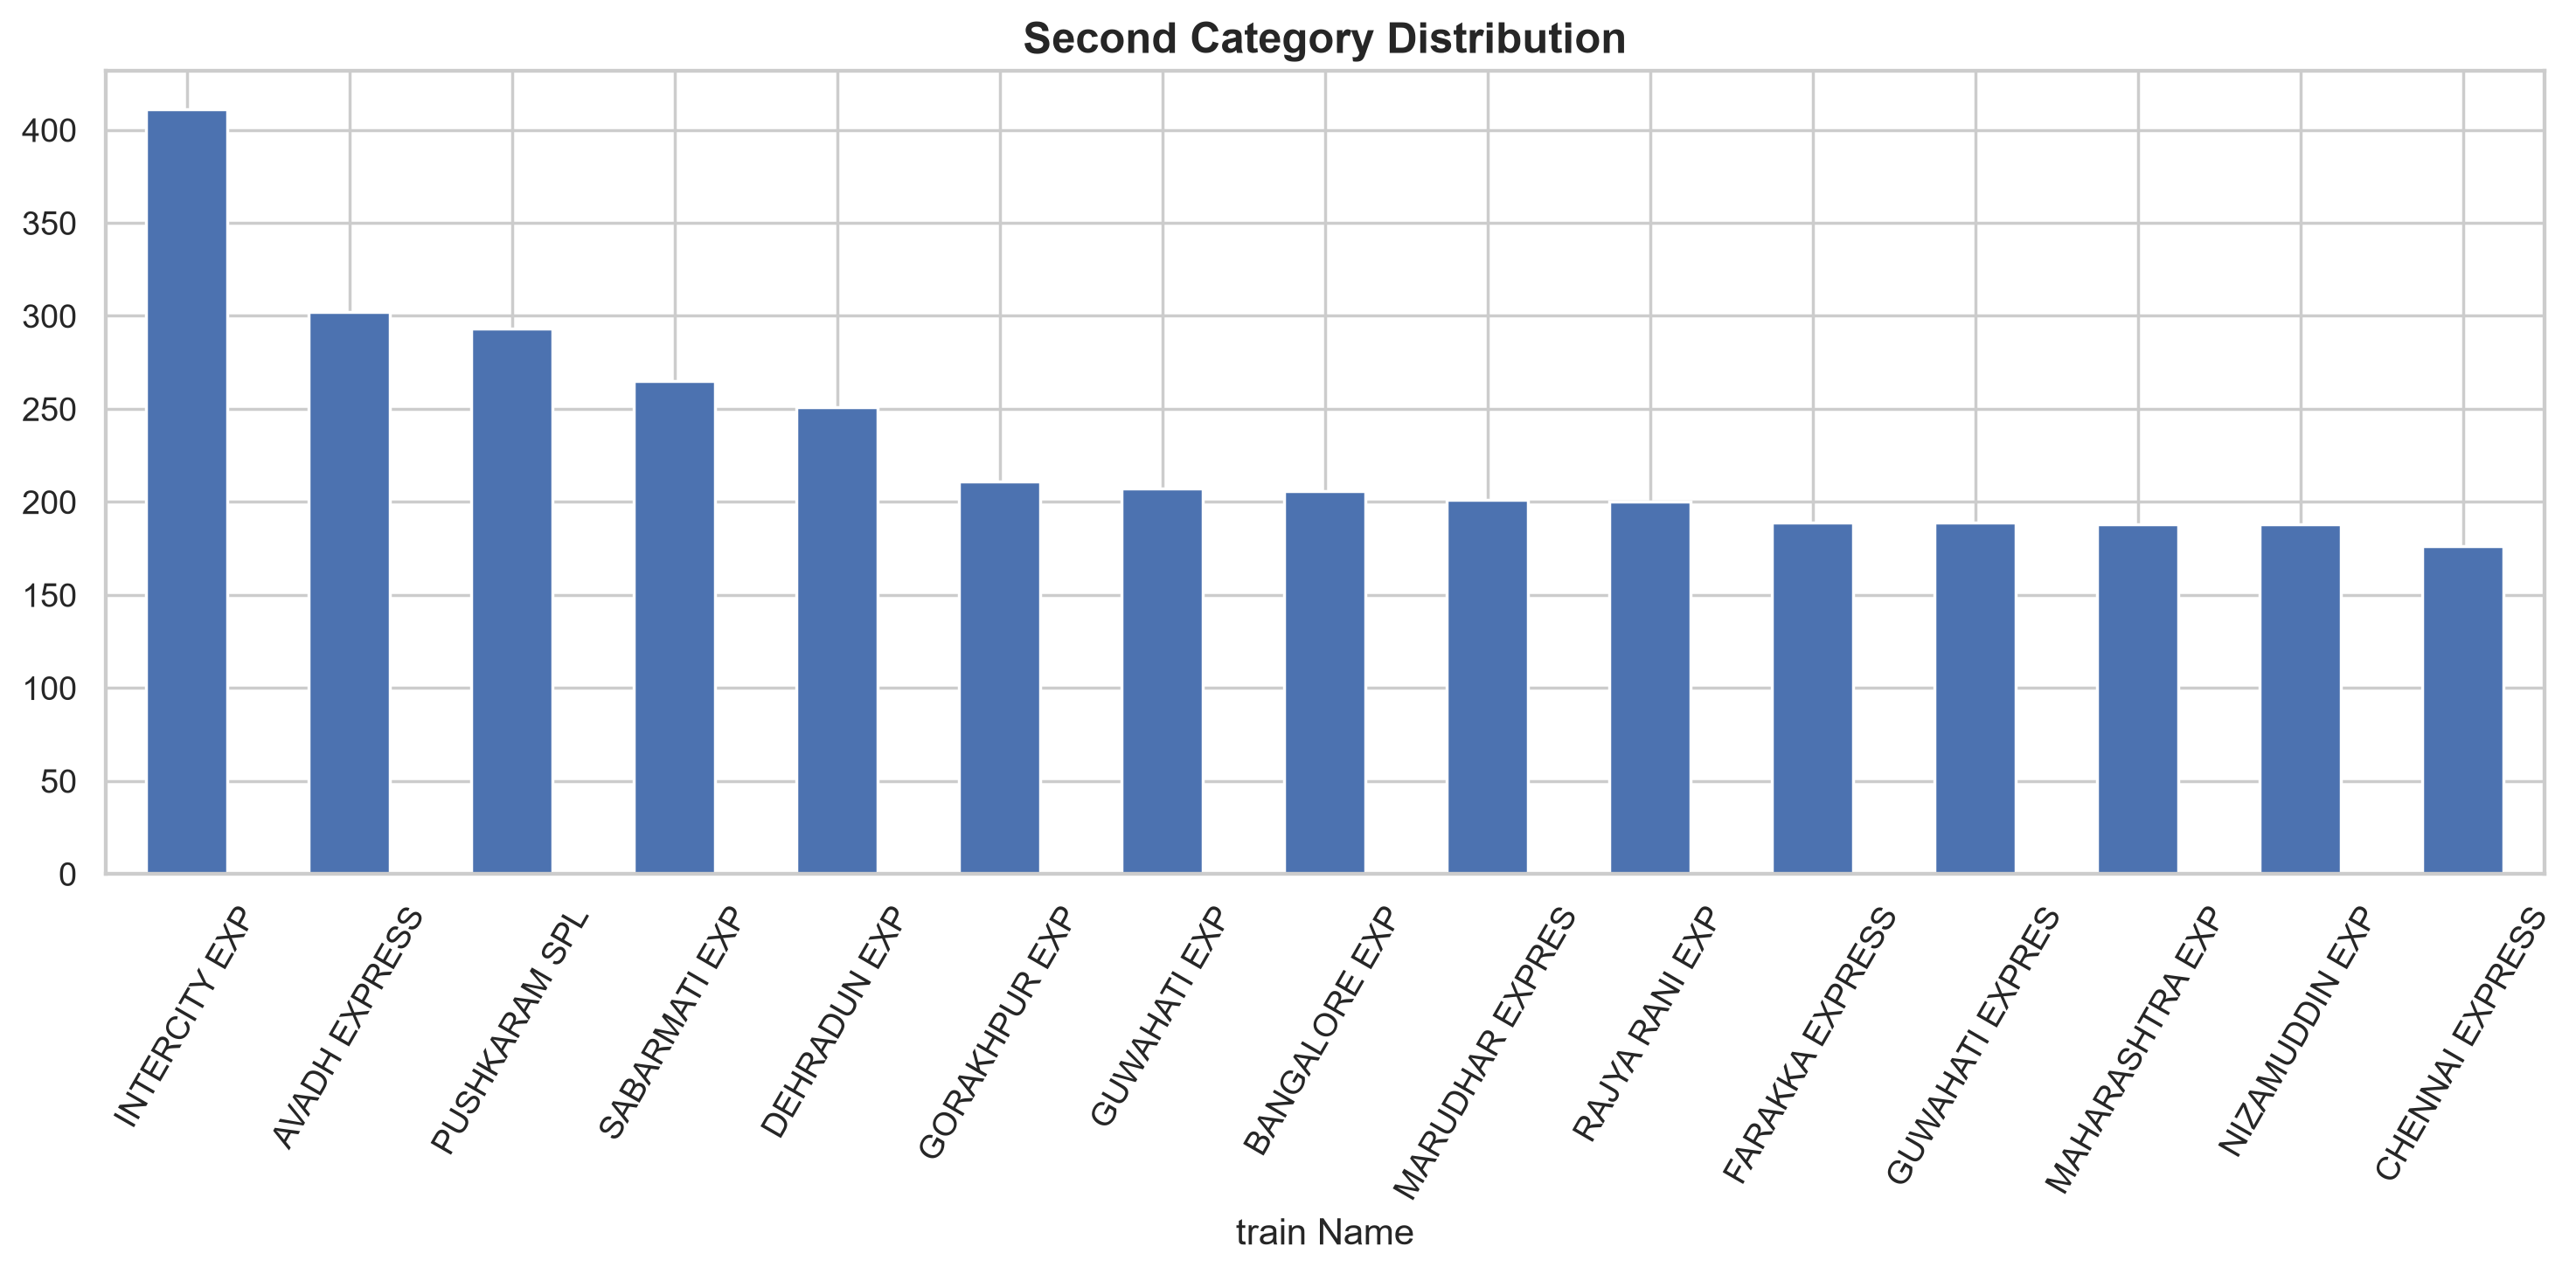 Second Category Distribution
400
350
300
250
200
150
100
50
0
INTERCITY EXP
AVADH EXPRESS
PUSHKARAM SPL
SABARMATI EXP
DEHRADUN EXP
GORAKHPUR EXP
GUWAHATI EXP
BANGALORE EXP
MARUDHAR EXPRES
RAJYA RANI EXP
FARAKKA EXPRESS
GUWAHATI EXPRES
MAHARASHTRA EXP
NIZAMUDDIN EXP
CHENNAI EXPRESS
train Name